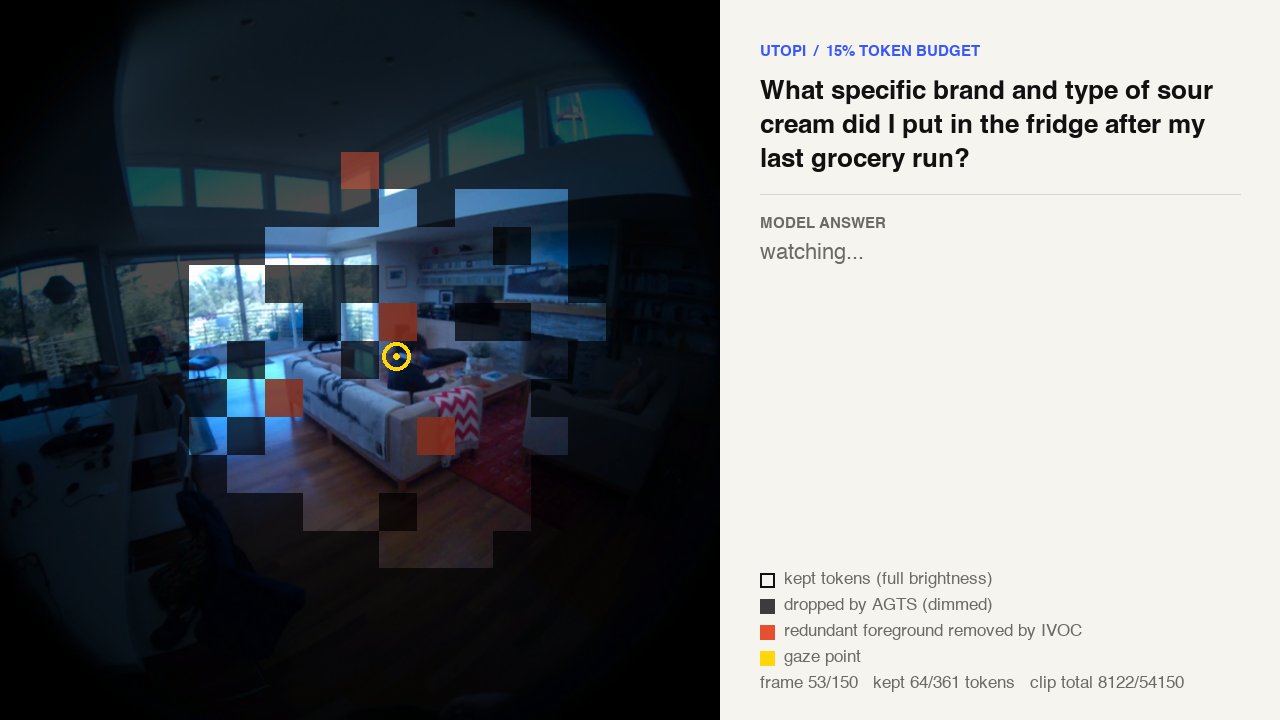 UTOPI / 15% TOKEN BUDGET
What specific brand and type of sour
cream did I put in the fridge after my
last grocery run?
MODEL ANSWER
watching...
kept tokens (full brightness)
dropped by AGTS (dimmed)
redundant foreground removed by IVOC
gaze point
frame 53/150 kept 64/361 tokens clip total 8122/54150